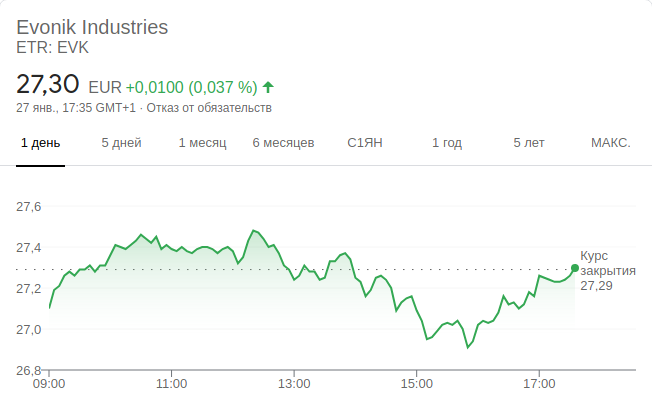 Evonik Industries
ETR: EVK
27,30 EUR +0,0100 (0,037 %)
27 янв., 17:35 GMT+1 · Отказ от обязательств
1 день 5 дней 1 месяц 6 месяцев С1ЯН 1 год 5 лет МАКС.
27,6
27,4
Курс
закрытия
27,29
27,2
27,0
26,8
09:00 11:00 13:00 15:00 17:00